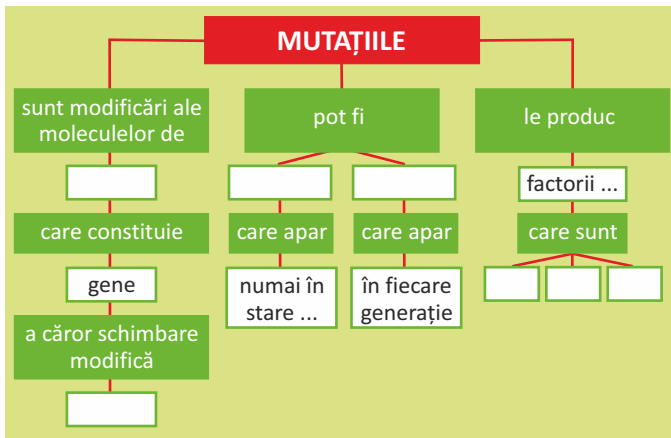 MUTAȚIILE
sunt modificări ale
moleculelor de
care constituie
gene
a căror schimbare
modifică
pot fi
care apar
numai în
stare ...
care apar
în fiecare
generație
le produc
factorii ...
care sunt